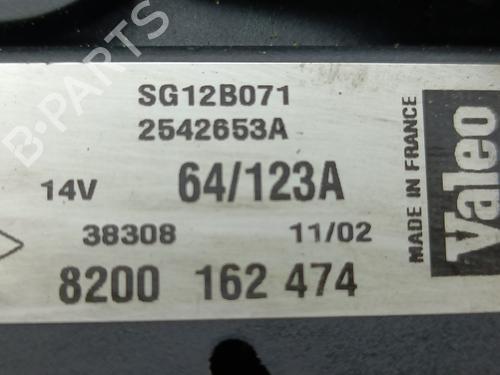 SG12B071
2542653A
14V 64/123A
38308 11/02
8200 162 474
MADE IN FRANCE
Valeo
B-PARTS